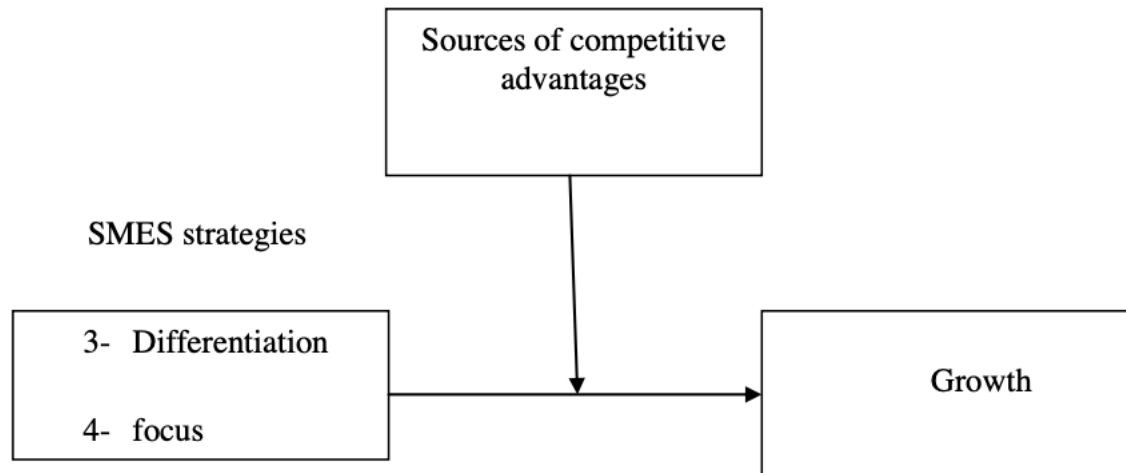 Sources of competitive
advantages
SMES strategies
3- Differentiation
4- focus
Growth